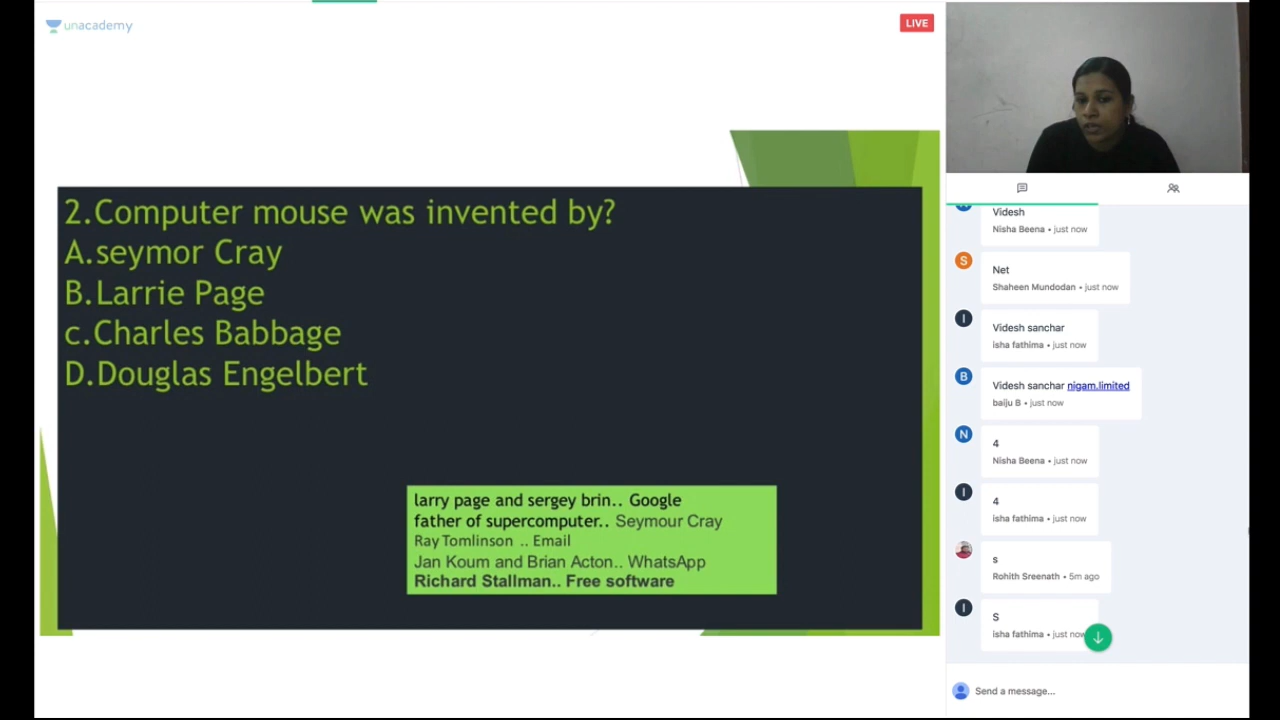 unacademy
LIVE
2.Computer mouse was invented by?
A.seymor Cray
B.Larrie Page
c.Charles Babbage
D.Douglas Engelbert
larry page and sergey brin.. Google
father of supercomputer.. Seymour Cray
Ray Tomlinson .. Email
Jan Koum and Brian Acton.. WhatsApp
Richard Stallman.. Free software
Videsh
Nisha Beena • just now
S
Net
Shaheen Mundodan • just now
I
Videsh sanchar
isha fathima • just now
B
Videsh sanchar nigam.limited
baiju B • just now
N
4
Nisha Beena • just now
I
4
isha fathima • just now
s
Rohith Sreenath • 5m ago
I
S
isha fathima • just now
Send a message...